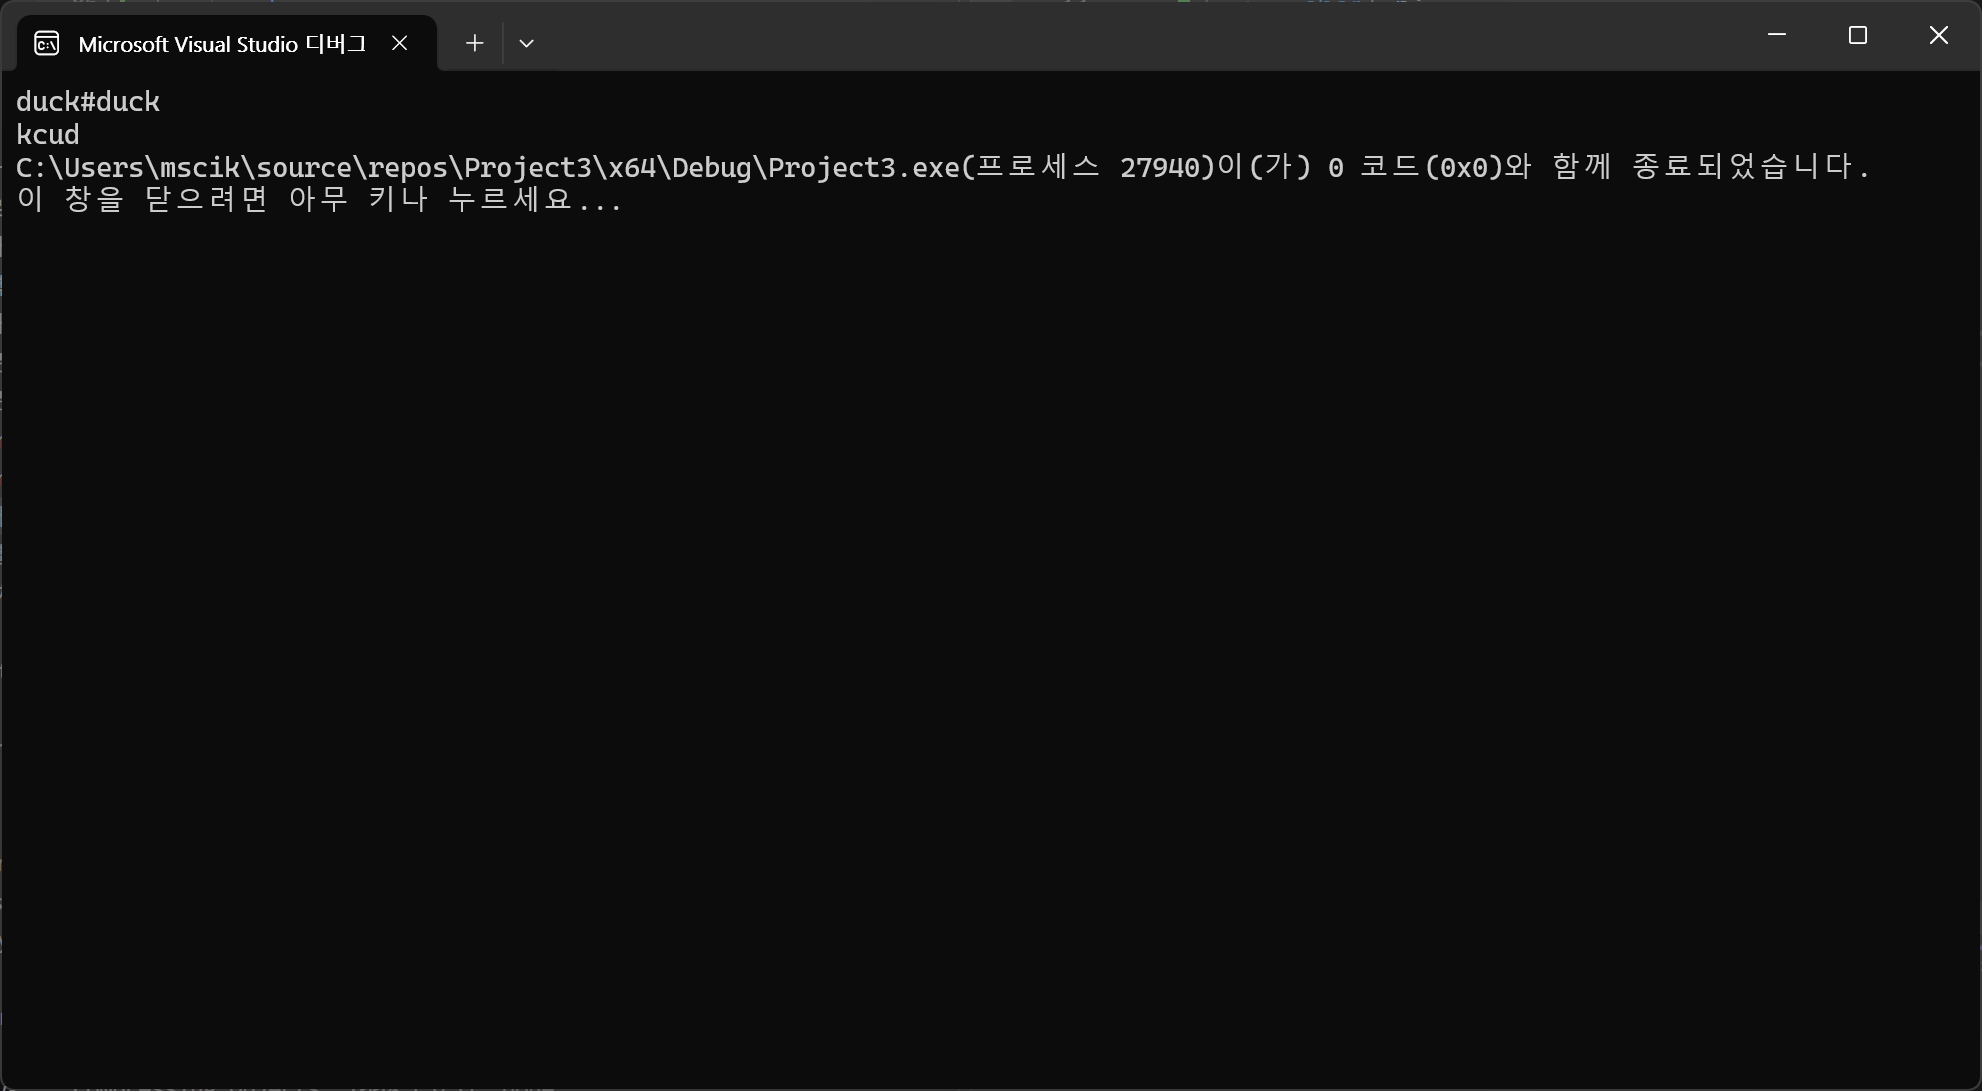 Microsoft Visual Studio 디버그
duck#duck
kcud
C:\Users\mscik\source\repos\Project3\x64\Debug\Project3.exe(프로세스 27940)이(가) 0 코드(0x0)와 함께 종료되었습니다.
이 창을 닫으려면 아무 키나 누르세요...